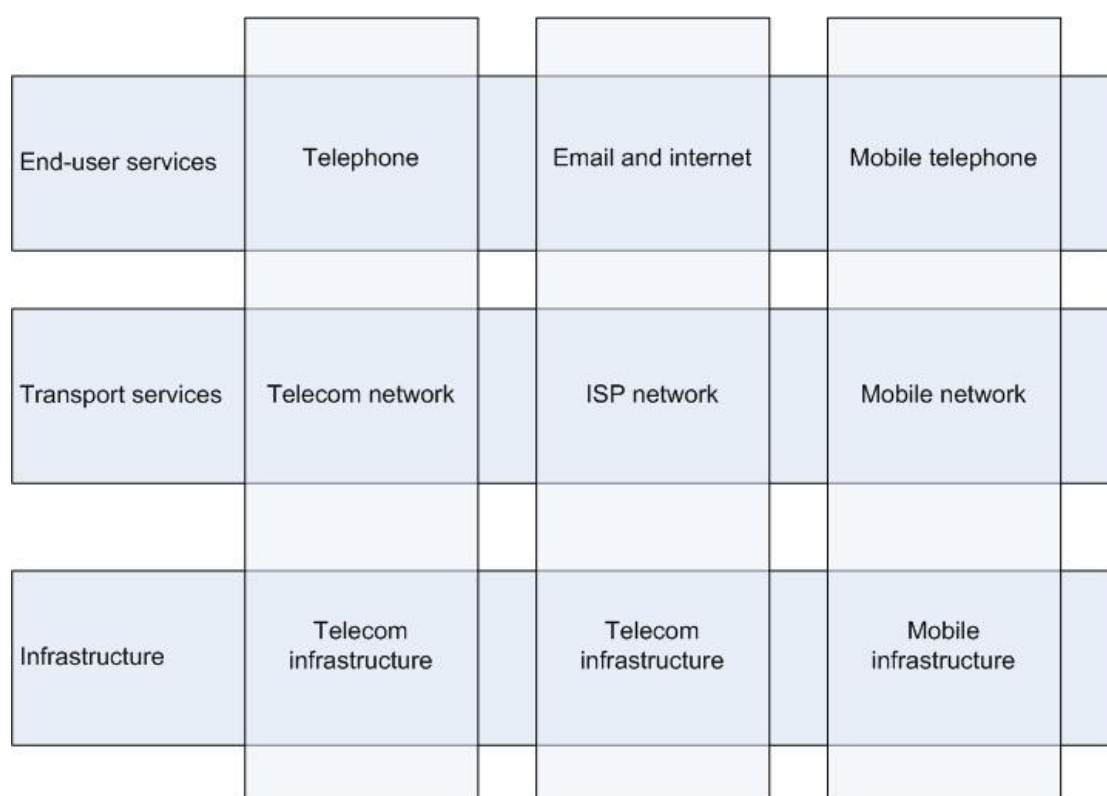 End-user services
Telephone
Email and internet
Mobile telephone
Transport services
Telecom network
ISP network
Mobile network
Infrastructure
Telecom
infrastructure
Telecom
infrastructure
Mobile
infrastructure